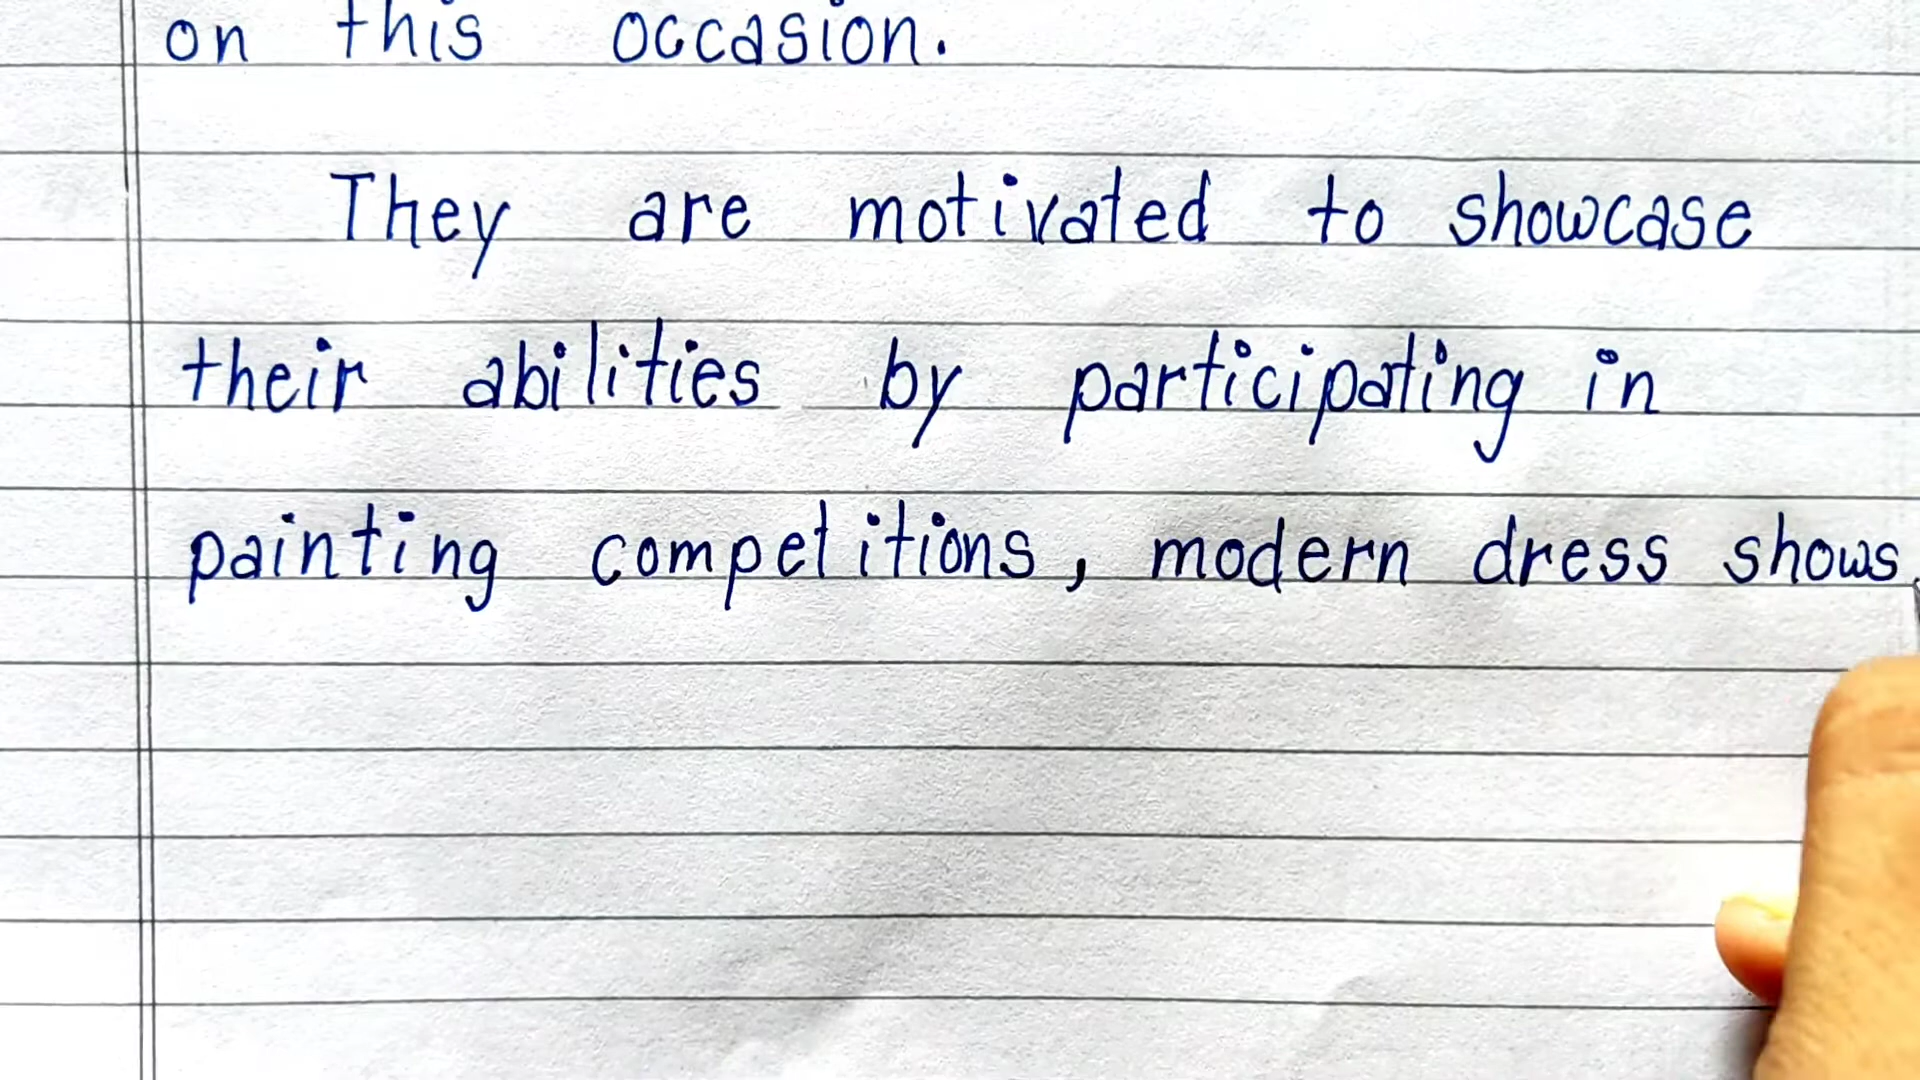 on this occasion.
They are motivated to showcase
their abilities by participating in
painting competitions, modern dress shows,